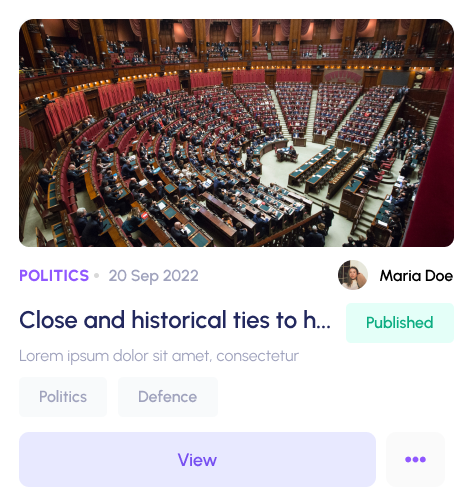 POLITICS • 20 Sep 2022 Maria Doe
Close and historical ties to h... Published
Lorem ipsum dolor sit amet, consectetur
Politics Defence
View •••